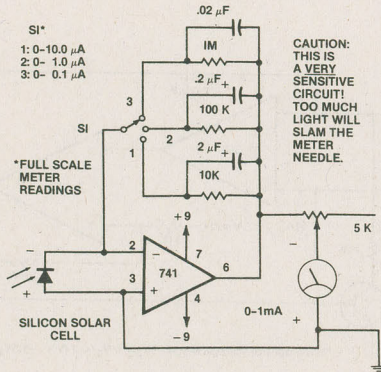 .02 µF
SI*
1: 0-10.0 µA
2: 0- 1.0 µA
3: 0- 0.1 µA
IM
CAUTION:
THIS IS
A VERY
SENSITIVE
CIRCUIT!
TOO MUCH
LIGHT WILL
SLAM THE
METER
NEEDLE.
.2 µF +
3
100 K
SI
2
1
2 µF +
10K
*FULL SCALE
METER
READINGS
+9
5 K
7
-
2
-
741
6
-
3
+
+
4
0-1mA
SILICON SOLAR
CELL
-9
+